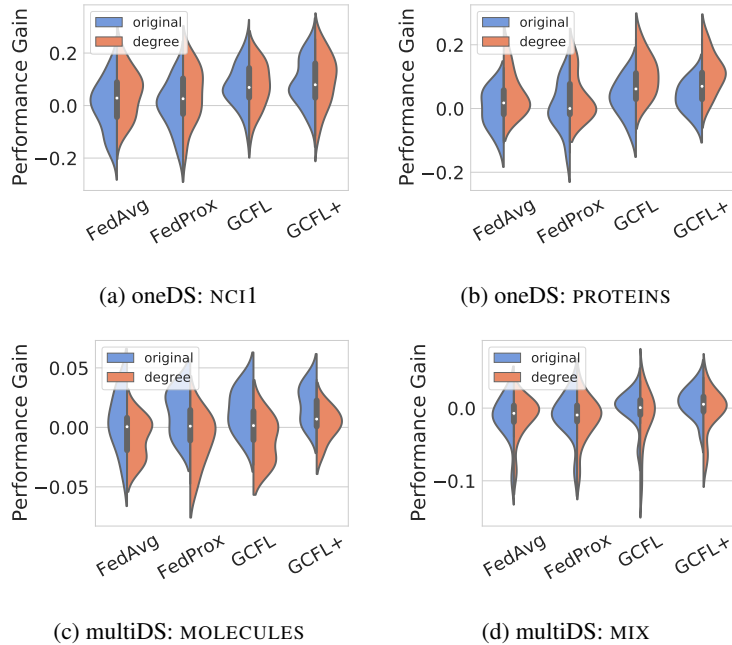 Performance Gain
0.2
0.0
−0.2
original
degree
FedAvg
FedProx
GCFL
GCFL+
(a) oneDS: NCI1
Performance Gain
0.2
0.0
−0.2
original
degree
FedAvg
FedProx
GCFL
GCFL+
(b) oneDS: PROTEINS
Performance Gain
0.05
0.00
−0.05
original
degree
FedAvg
FedProx
GCFL
GCFL+
(c) multiDS: MOLECULES
Performance Gain
0.0
−0.1
original
degree
FedAvg
FedProx
GCFL
GCFL+
(d) multiDS: MIX